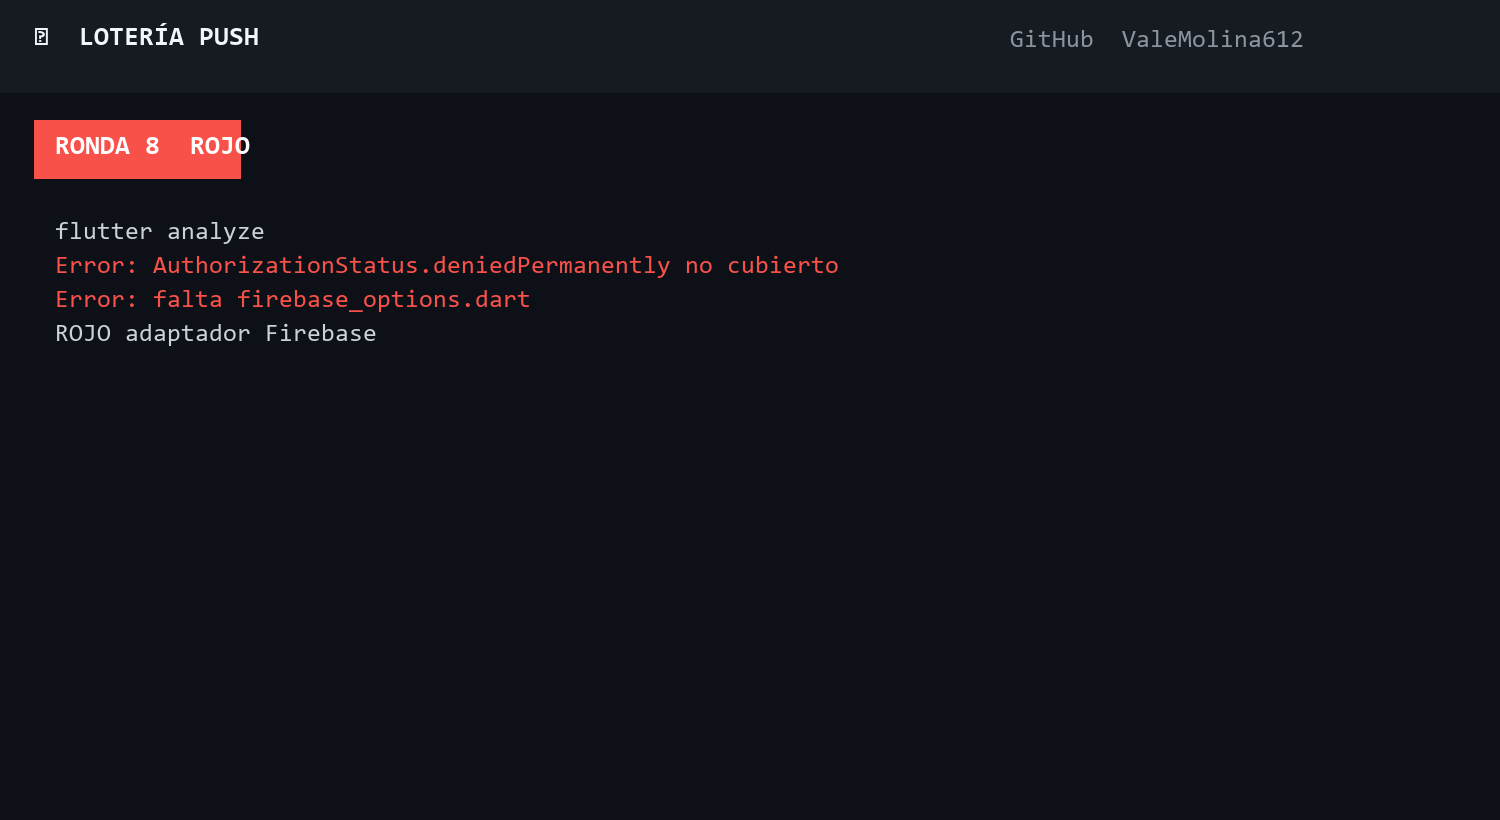 LOTERÍA PUSH
GitHub ValeMolina612
RONDA 8 ROJO
flutter analyze
Error: AuthorizationStatus.deniedPermanently no cubierto
Error: falta firebase_options.dart
ROJO adaptador Firebase